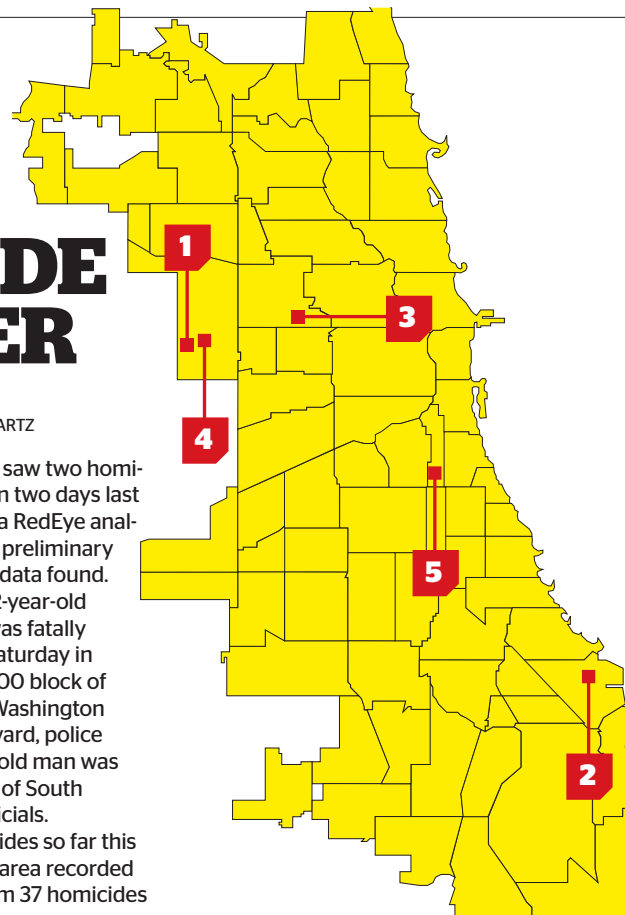 DE
ER
ARTZ
saw two homi-
n two days last
a RedEye anal-
preliminary
data found.
2-year-old
was fatally
aturday in
00 block of
Washington
vard, police
old man was
of South
icials.
ides so far this
area recorded
m 37 homicides
1
3
4
5
2